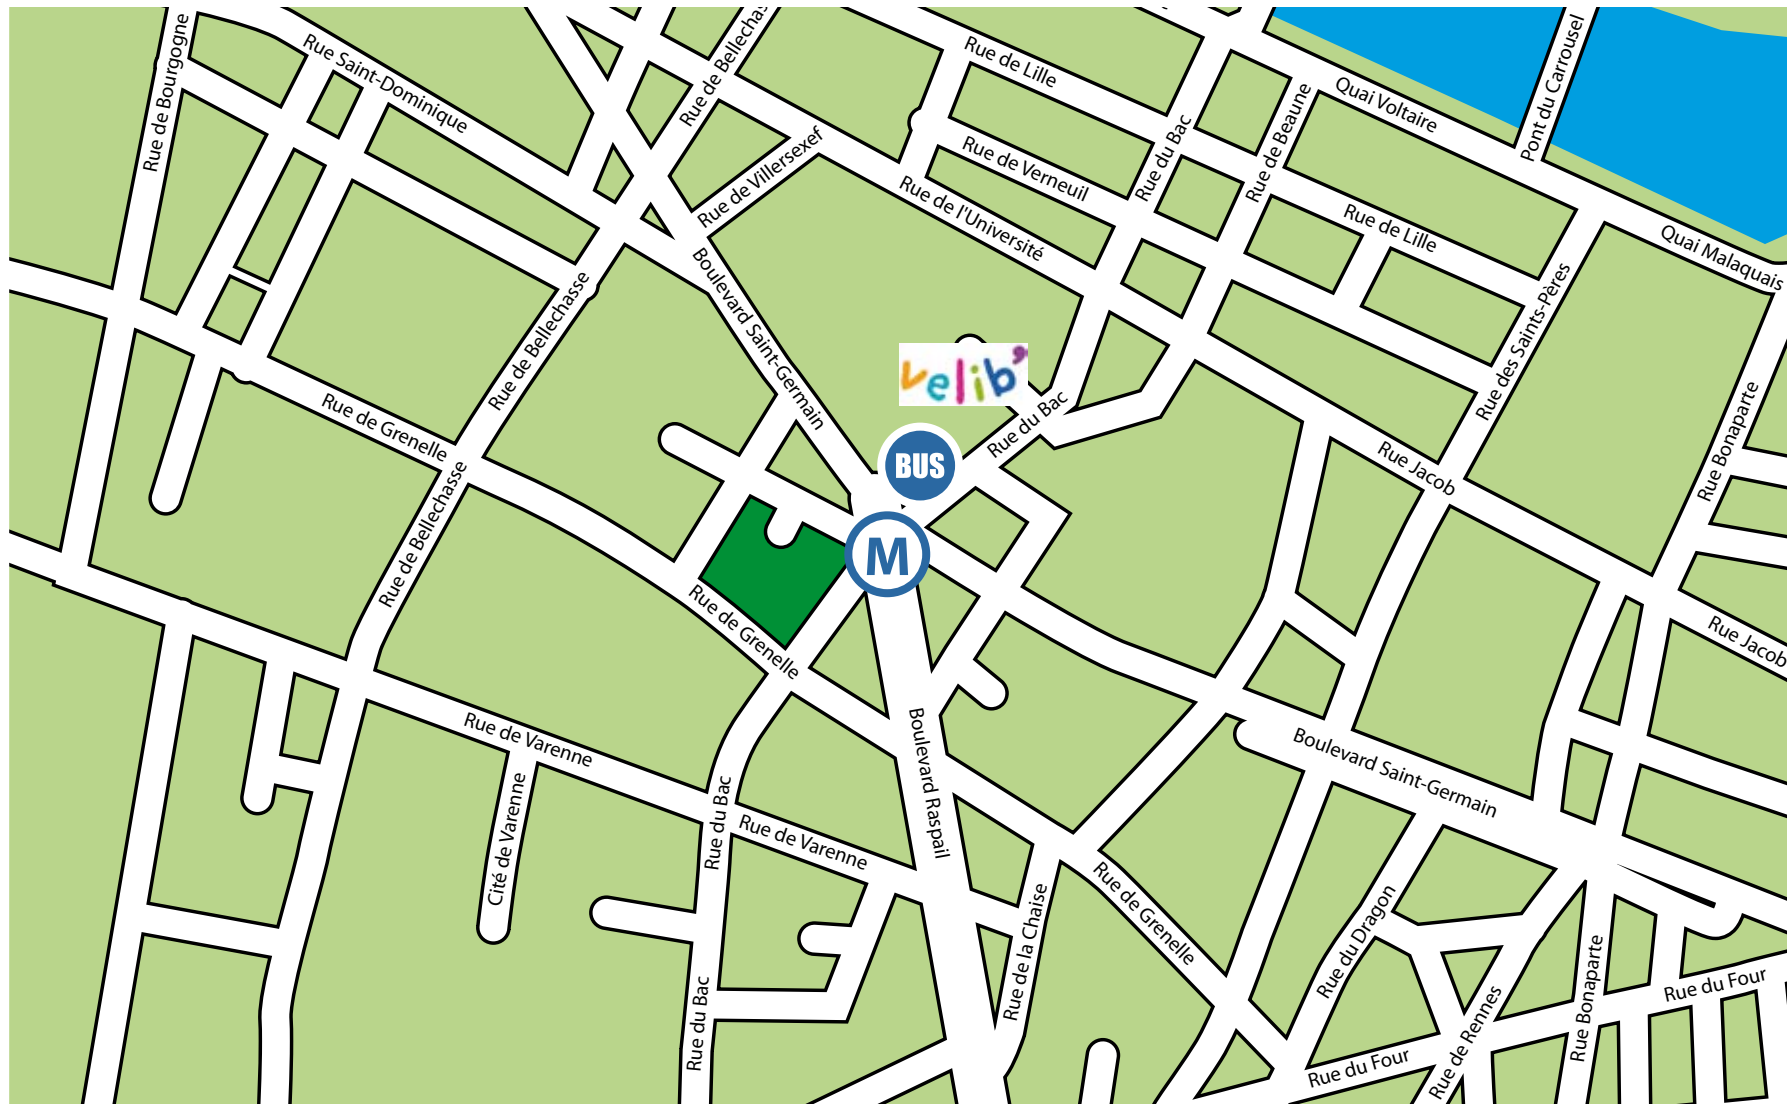 Rue de Bourgogne
Rue Saint-Dominique
Rue de Bellechas
Rue de Lille
Quai Voltaire
Pont du Carrousel
Rue de Villersexef
Rue de Verneuil
Rue du Bac
Rue de Beaune
Rue de l'Université
Rue de Lille
Quai Malaquais
Boulevard Saint-Germain
Rue de Bellechasse
Rue des Saints-Pères
velib'
Rue de Grenelle
Rue du Bac
Rue Bonaparte
Rue Jacob
BUS
Rue de Bellechasse
M
Rue de Grenelle
Rue Jacob
Rue de Varenne
Boulevard Raspail
Boulevard Saint-Germain
Cité de Varenne
Rue du Bac
Rue de Varenne
Rue de la Chaise
Rue de Grenelle
Rue du Dragon
Rue du Bac
Rue de Rennes
Rue Bonaparte
Rue du Four
Rue du Four